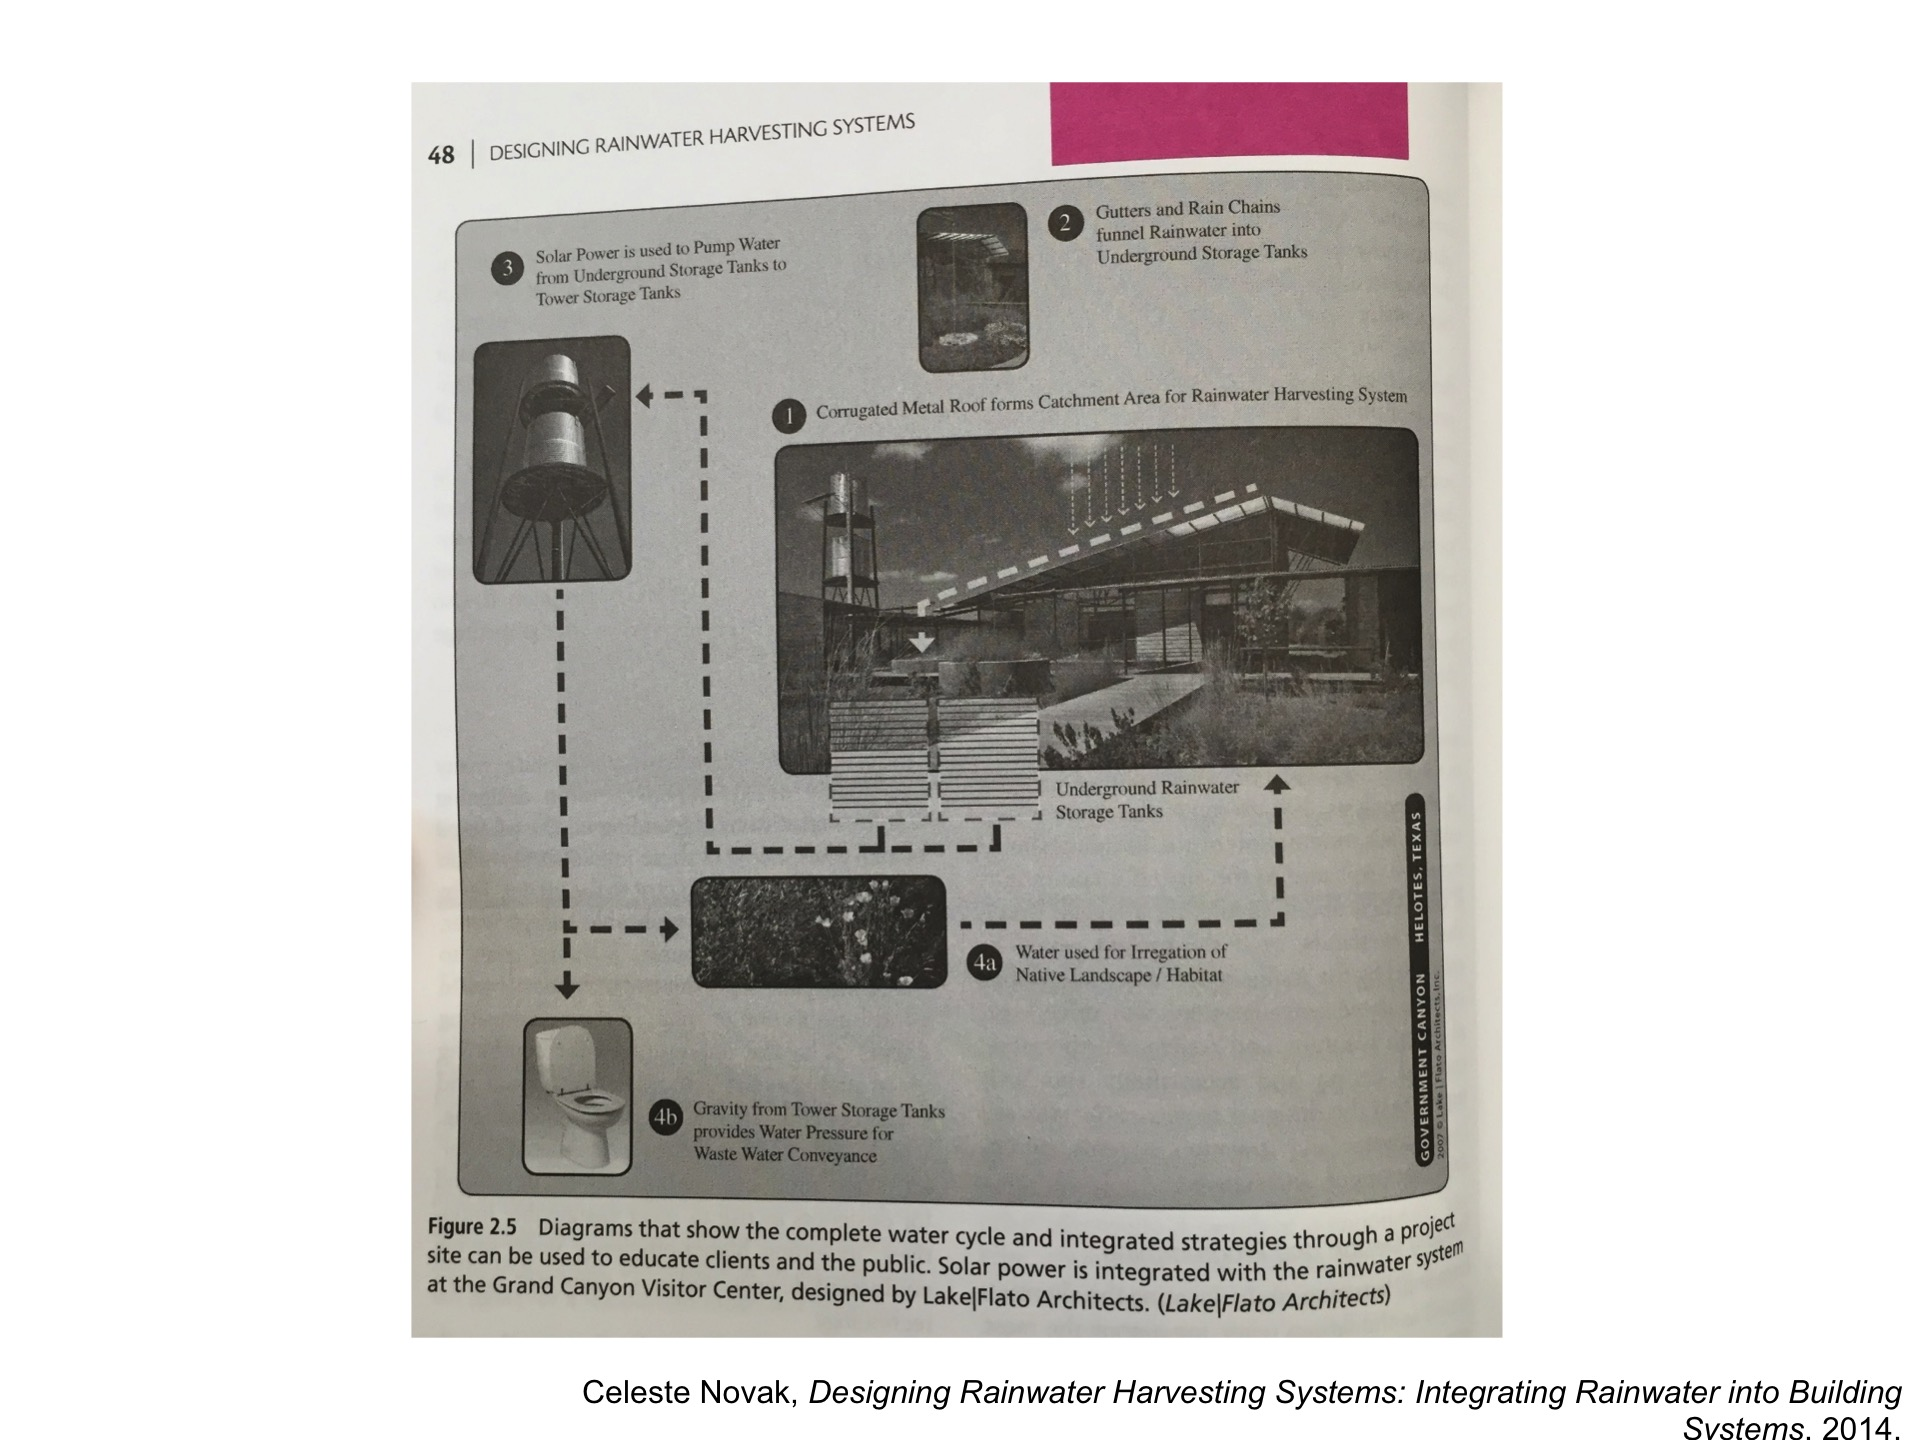 48 | DESIGNING RAINWATER HARVESTING SYSTEMS
3 Solar Power is used to Pump Water
from Underground Storage Tanks to
Tower Storage Tanks
2 Gutters and Rain Chains
funnel Rainwater into
Underground Storage Tanks
1 Corrugated Metal Roof forms Catchment Area for Rainwater Harvesting System
Underground Rainwater
Storage Tanks
4a Water used for Irregation of
Native Landscape / Habitat
4b Gravity from Tower Storage Tanks
provides Water Pressure for
Waste Water Conveyance
GOVERNMENT CANYON HELOTES, TEXAS
2007 © Lake | Flato Architects, Inc.
Figure 2.5 Diagrams that show the complete water cycle and integrated strategies through a project
site can be used to educate clients and the public. Solar power is integrated with the rainwater system
at the Grand Canyon Visitor Center, designed by Lake|Flato Architects. (Lake|Flato Architects)
Celeste Novak, Designing Rainwater Harvesting Systems: Integrating Rainwater into Building
Systems. 2014.